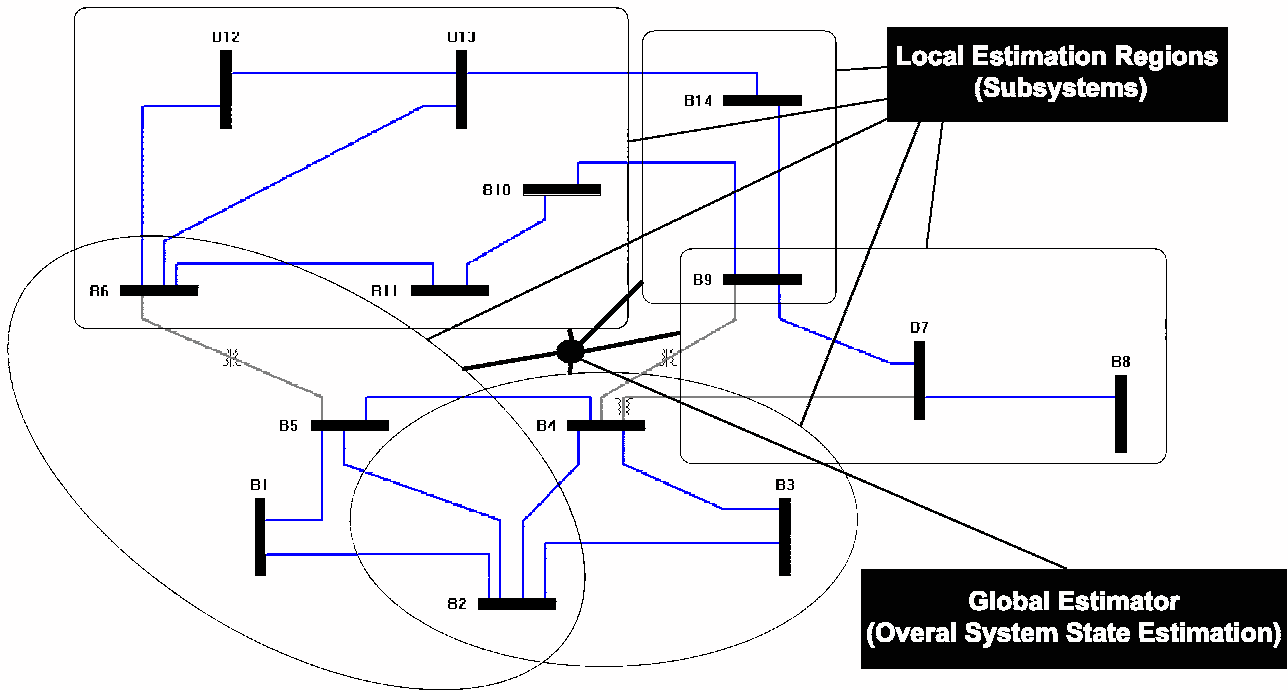 B12
B13
Local Estimation Regions
(Subsystems)
B14
B10
B6
B11
B9
B7
B8
B5
B4
B1
B3
B2
Global Estimator
(Overal System State Estimation)